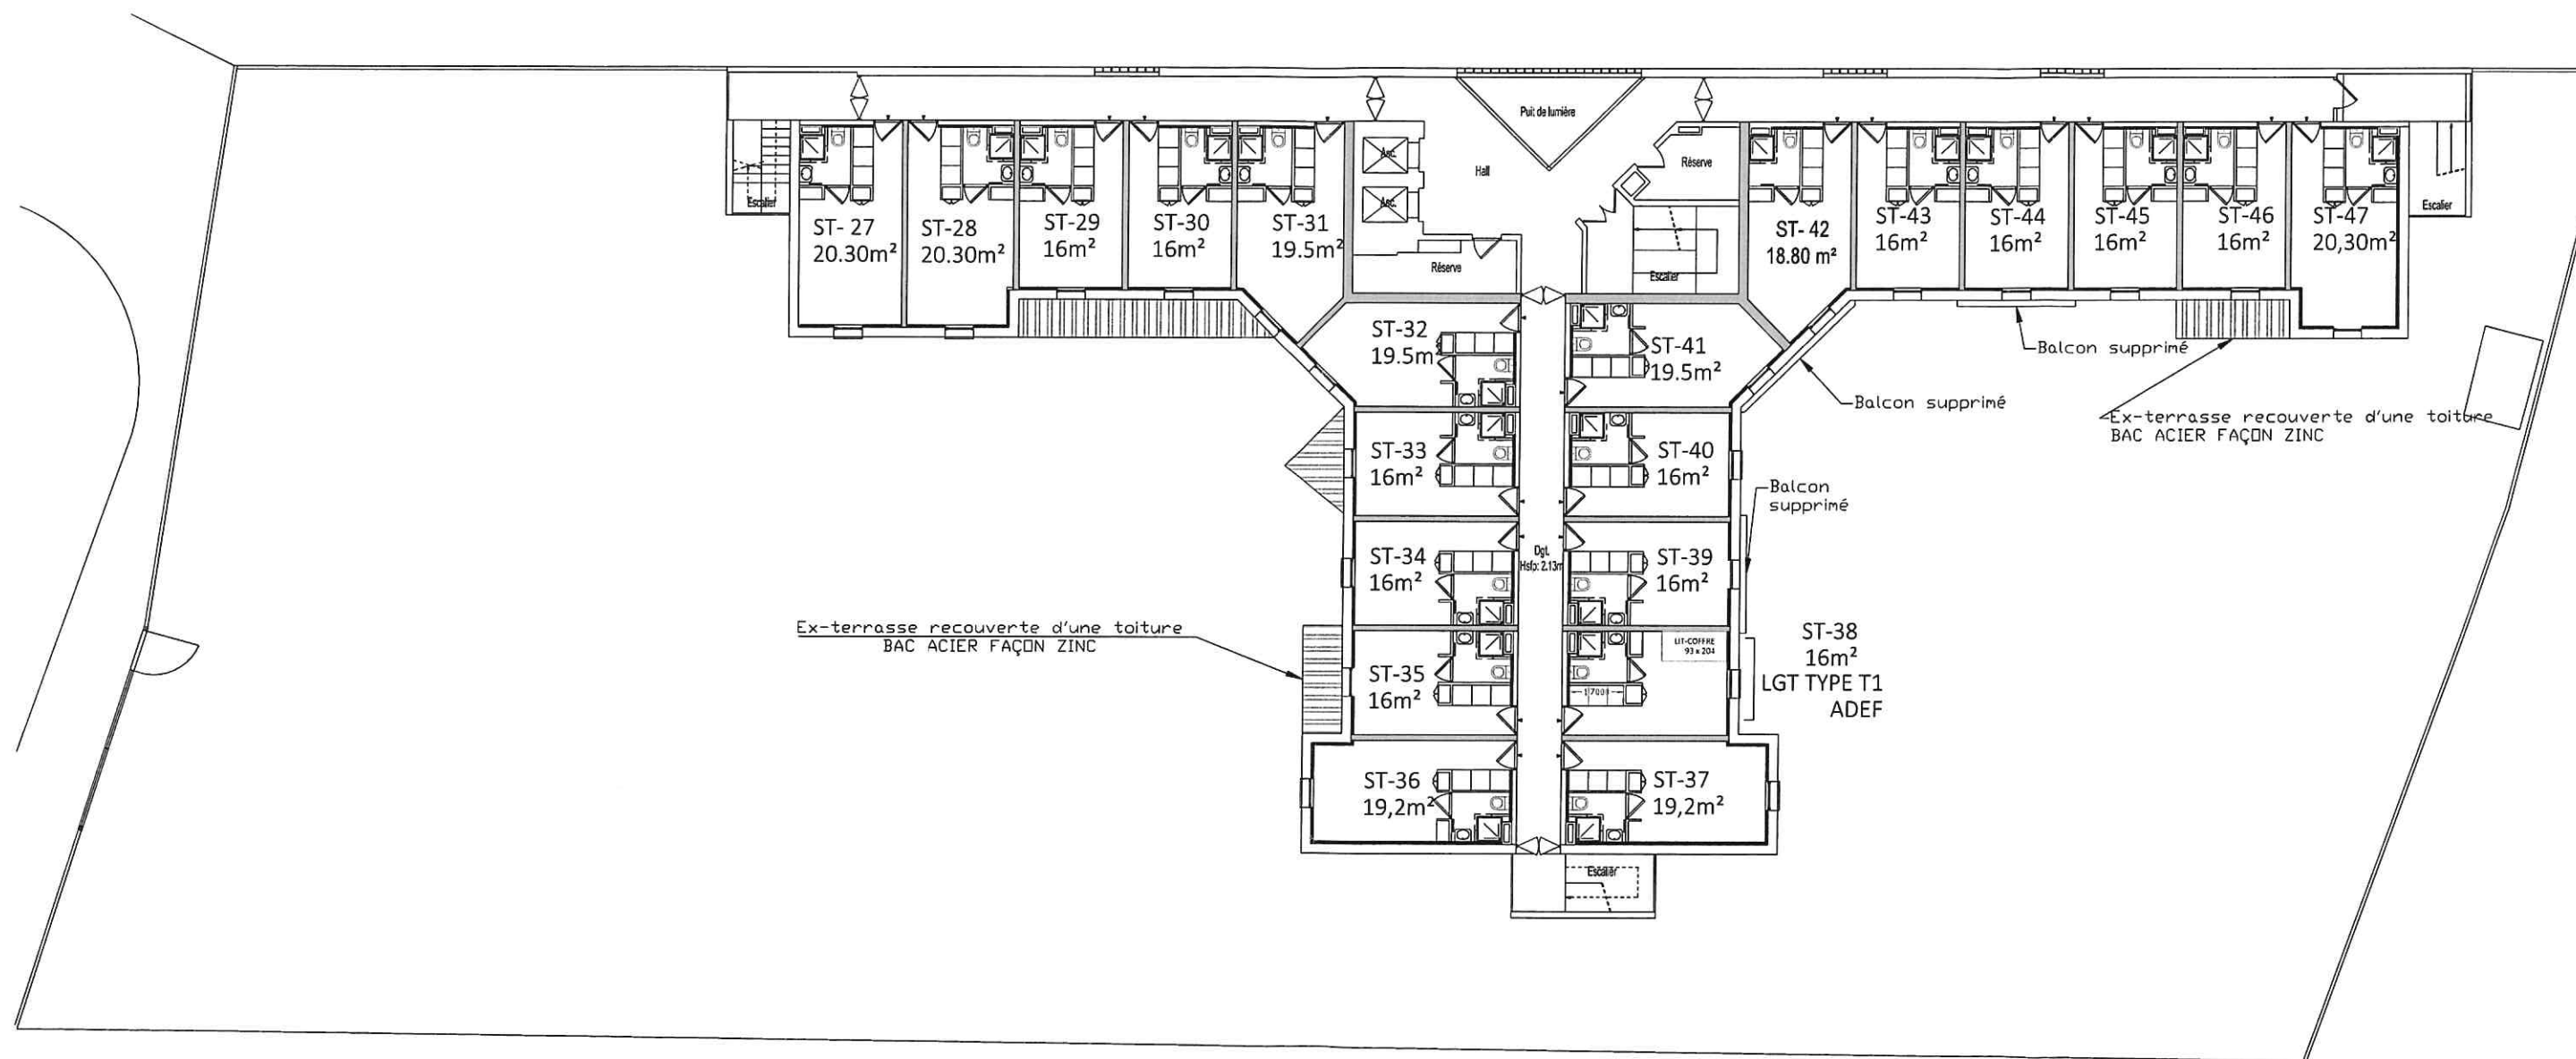 Puit de lumière
Asc.
Asc.
Hall
Réserve
Réserve
Escalier
Escalier
Escalier
ST- 27
20.30m²
ST-28
20.30m²
ST-29
16m²
ST-30
16m²
ST-31
19.5m²
ST- 42
18.80 m²
ST-43
16m²
ST-44
16m²
ST-45
16m²
ST-46
16m²
ST-47
20,30m²
ST-32
19.5m
ST-41
19.5m²
Balcon supprimé
Balcon supprimé
Ex-terrasse recouverte d'une toiture
BAC ACIER FAÇON ZINC
ST-33
16m²
ST-40
16m²
Balcon
supprimé
ST-34
16m²
Dgt.
Hsfp: 2.13m
ST-39
16m²
Ex-terrasse recouverte d'une toiture
BAC ACIER FAÇON ZINC
ST-35
16m²
LIT-COFFRE
93 x 204
ST-38
16m²
LGT TYPE T1
ADEF
ST-36
19,2m²
ST-37
19,2m²
Escalier